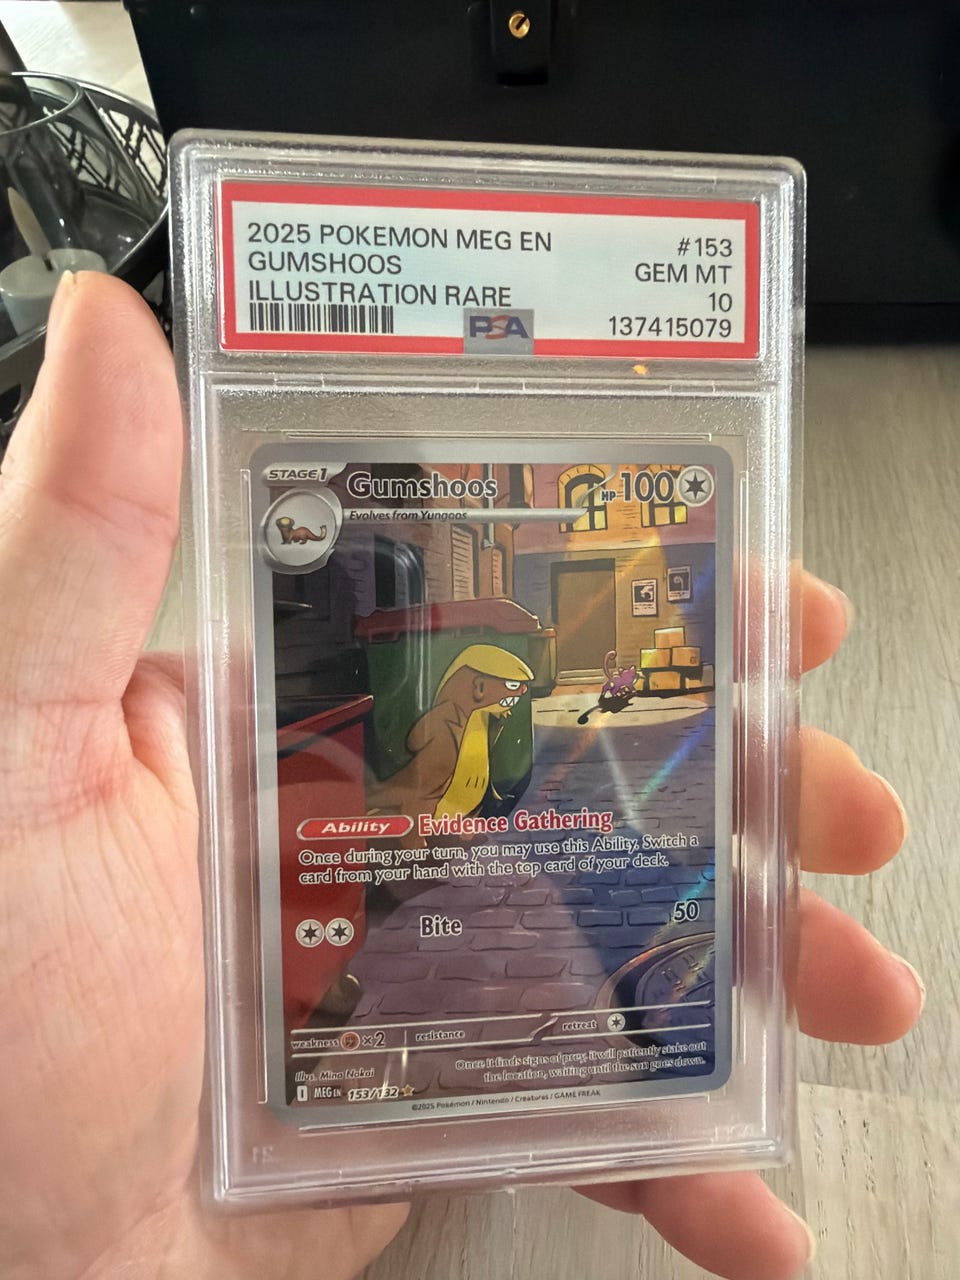 2025 POKEMON MEG EN
#153
GUMSHOOS
GEM MT
ILLUSTRATION RARE
10
PSA
137415079
STAGE 1
Gumshoos
HP 100
Evolves from Yungoos
Ability Evidence Gathering
Once during your turn, you may use this Ability. Switch a
card from your hand with the top card of your deck.
Bite
50
weakness ×2
resistance
retreat
Once it finds signs of prey, it will patiently stake out
the location, waiting until the sun goes down.
Illus. Mina Nakai
I MEG EN 153/132
©2025 Pokémon / Nintendo / Creatures / GAME FREAK